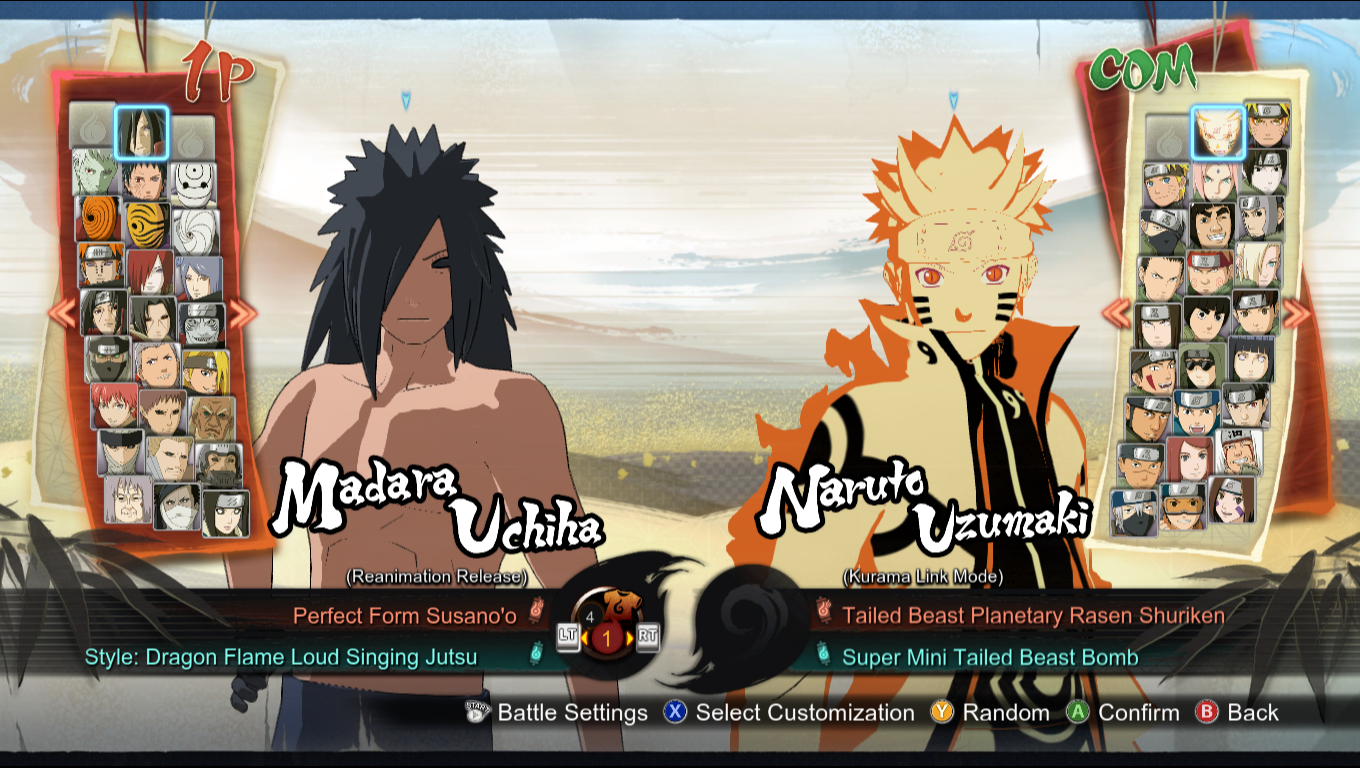 1P
COM
Madara
Uchiha
Naruto
Uzumaki
(Reanimation Release)
(Kurama Link Mode)
Perfect Form Susano'o
Tailed Beast Planetary Rasen Shuriken
4
LT
1
RT
Style: Dragon Flame Loud Singing Jutsu
Super Mini Tailed Beast Bomb
START Battle Settings X Select Customization Y Random A Confirm B Back